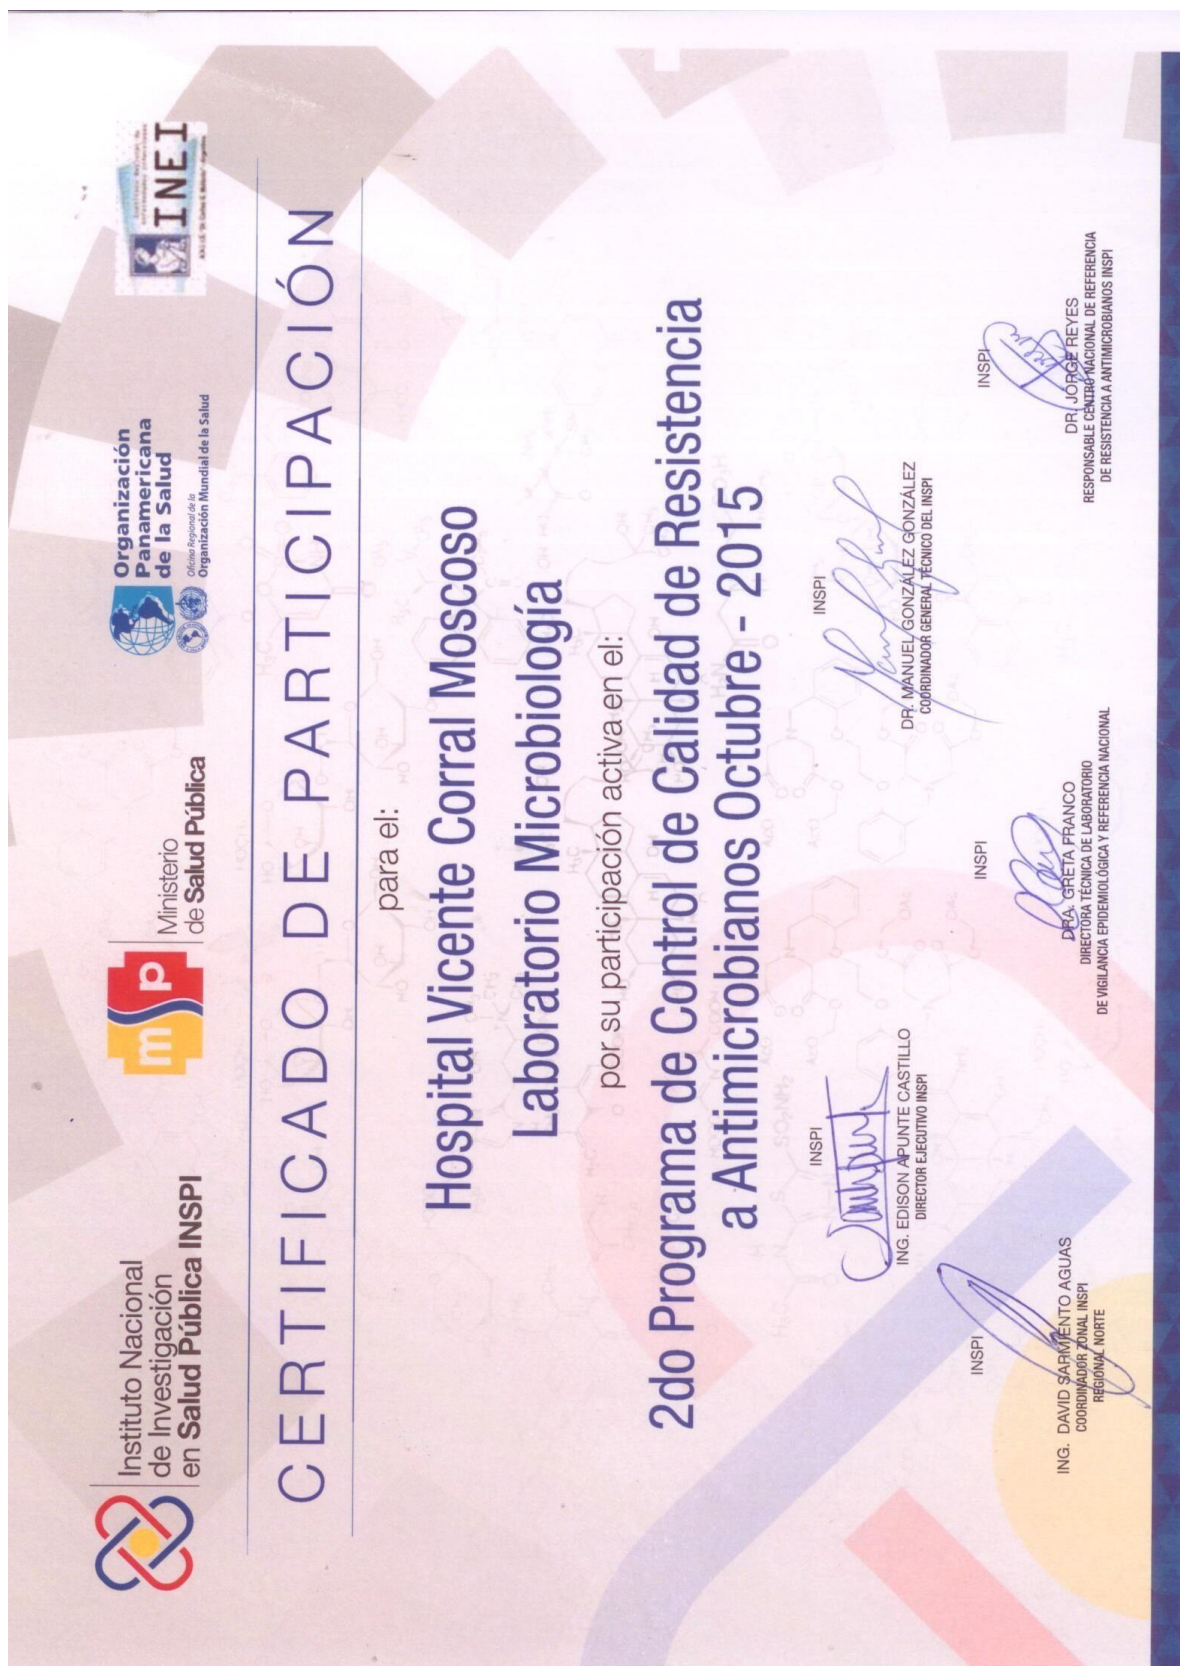 Instituto Nacional
de Investigación
en Salud Pública INSPI
m s p
Ministerio
de Salud Pública
Organización
Panamericana
de la Salud
Oficina Regional de la
Organización Mundial de la Salud
INEI
CERTIFICADO DE PARTICIPACIÓN
para el:
Hospital Vicente Corral Moscoso
Laboratorio Microbiología
por su participación activa en el:
2do Programa de Control de Calidad de Resistencia
a Antimicrobianos Octubre - 2015
INSPI
ING. EDISON APUNTE CASTILLO
DIRECTOR EJECUTIVO INSPI
INSPI
DR. MANUEL GONZÁLEZ GONZÁLEZ
COORDINADOR GENERAL TÉCNICO DEL INSPI
INSPI
ING. DAVID SARMIENTO AGUAS
COORDINADOR ZONAL INSPI
REGIONAL NORTE
INSPI
DRA. GRETA FRANCO
DIRECTORA TÉCNICA DE LABORATORIO
DE VIGILANCIA EPIDEMIOLÓGICA Y REFERENCIA NACIONAL
INSPI
DR. JORGE REYES
RESPONSABLE CENTRO NACIONAL DE REFERENCIA
DE RESISTENCIA A ANTIMICROBIANOS INSPI